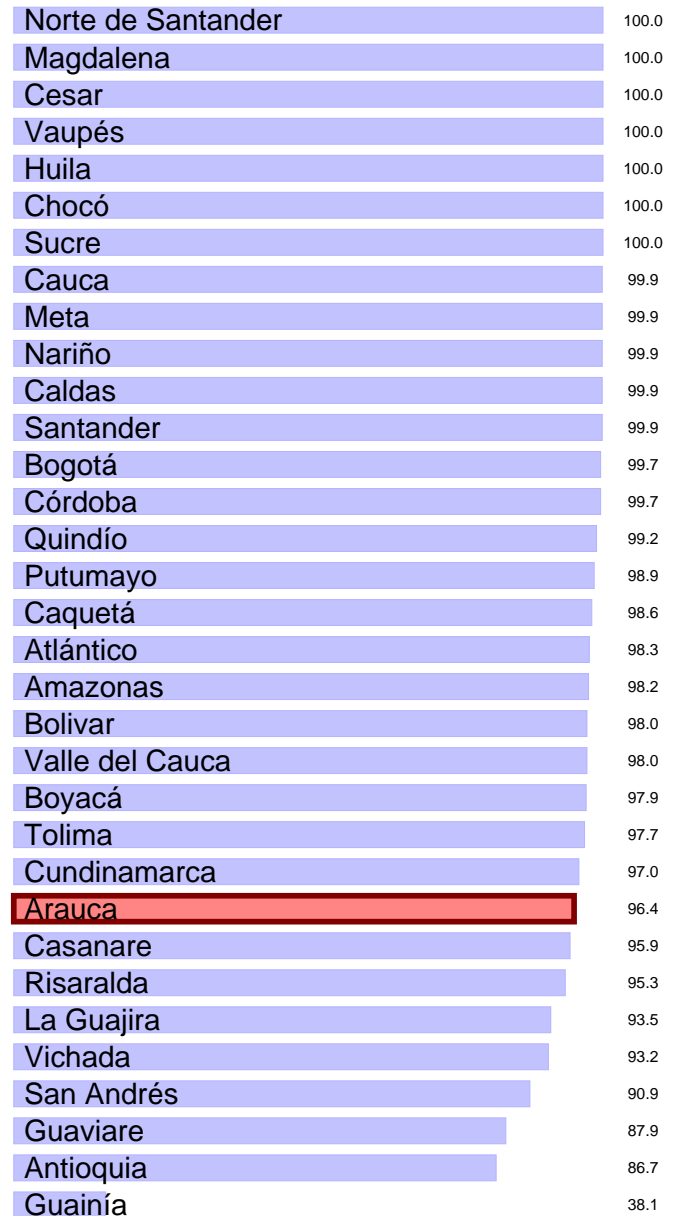 Norte de Santander 100.0
Magdalena 100.0
Cesar 100.0
Vaupés 100.0
Huila 100.0
Chocó 100.0
Sucre 100.0
Cauca 99.9
Meta 99.9
Nariño 99.9
Caldas 99.9
Santander 99.9
Bogotá 99.7
Córdoba 99.7
Quindío 99.2
Putumayo 98.9
Caquetá 98.6
Atlántico 98.3
Amazonas 98.2
Bolivar 98.0
Valle del Cauca 98.0
Boyacá 97.9
Tolima 97.7
Cundinamarca 97.0
Arauca 96.4
Casanare 95.9
Risaralda 95.3
La Guajira 93.5
Vichada 93.2
San Andrés 90.9
Guaviare 87.9
Antioquia 86.7
Guainía 38.1